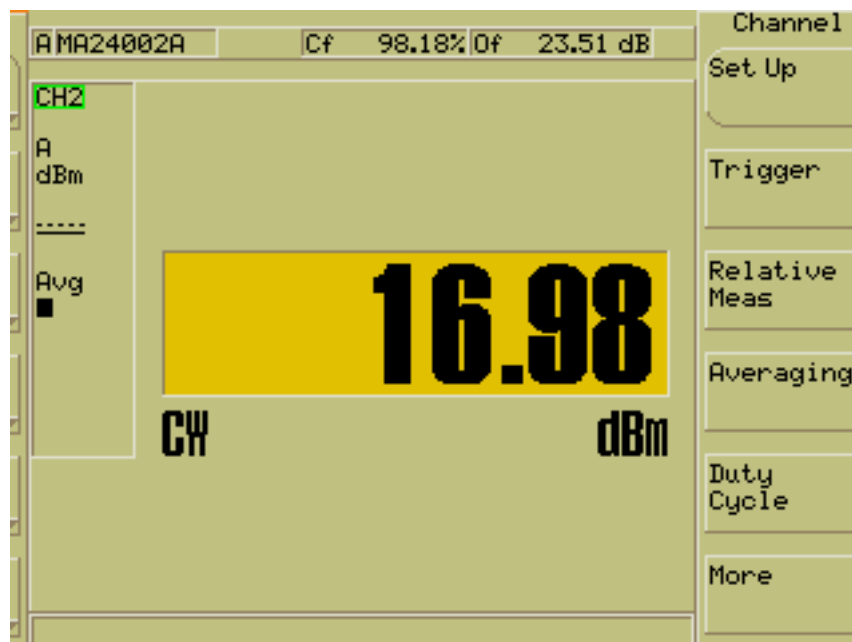 A MA24002A Cf 98.18% Of 23.51 dB
CH2
A
dBm
-----
Avg
16.98
CW dBm
Channel
Set Up
Trigger
Relative
Meas
Averaging
Duty
Cycle
More